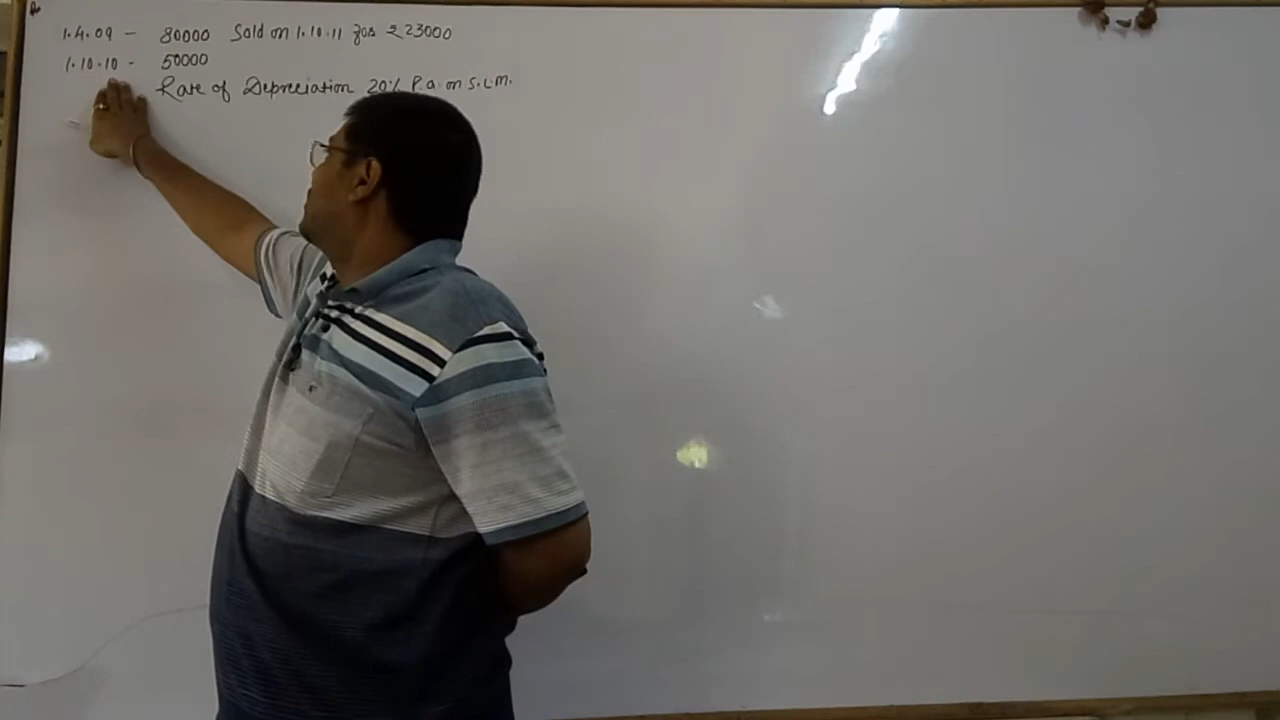 1.4.09 - 80000 Sold on 1.10.11 for ₹23000
1.10.10 - 50000
Rate of Depreciation 20% P.a. on S.L.M.